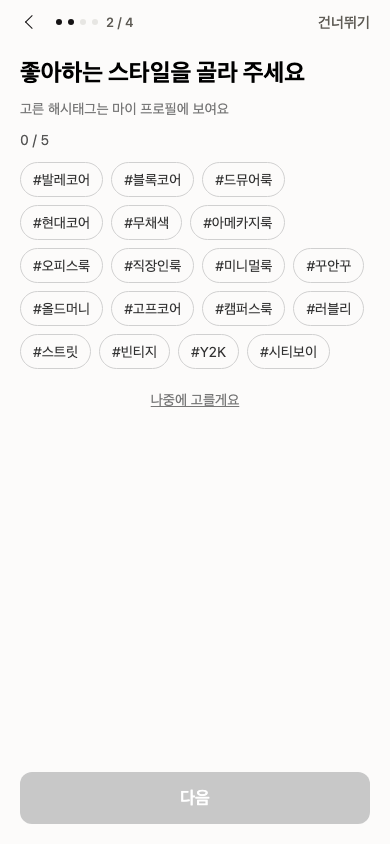 2 / 4 건너뛰기
좋아하는 스타일을 골라 주세요
고른 해시태그는 마이 프로필에 보여요
0 / 5
#발레코어 #블록코어 #드뮤어룩
#현대코어 #무채색 #아메카지룩
#오피스룩 #직장인룩 #미니멀룩 #꾸안꾸
#올드머니 #고프코어 #캠퍼스룩 #러블리
#스트릿 #빈티지 #Y2K #시티보이
나중에 고를게요
다음